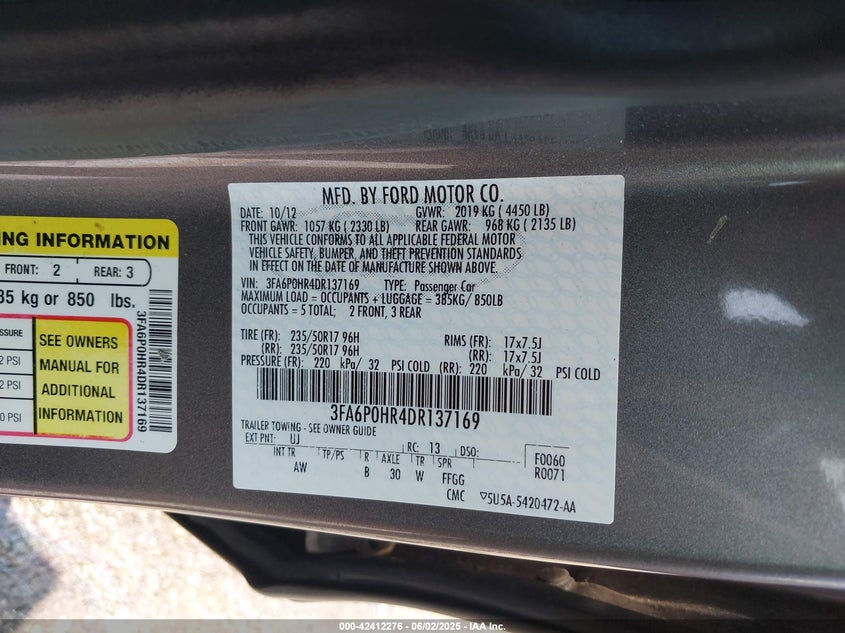 MFD. BY FORD MOTOR CO.
DATE: 10/12 GVWR: 2019 KG ( 4450 LB)
FRONT GAWR: 1057 KG ( 2330 LB) REAR GAWR: 968 KG ( 2135 LB)
THIS VEHICLE CONFORMS TO ALL APPLICABLE FEDERAL MOTOR
VEHICLE SAFETY, BUMPER, AND THEFT PREVENTION STANDARDS
IN EFFECT ON THE DATE OF MANUFACTURE SHOWN ABOVE.
VIN: 3FA6P0HR4DR137169 TYPE: Passenger Car
MAXIMUM LOAD = OCCUPANTS + LUGGAGE = 385KG/ 850LB
OCCUPANTS = 5 TOTAL; 2 FRONT, 3 REAR
TIRE (FR): 235/50R17 96H RIMS (FR): 17x7.5J
(RR): 235/50R17 96H (RR): 17x7.5J
PRESSURE (FR): 220 kPa/ 32 PSI COLD (RR): 220 kPa/ 32 PSI COLD
3FA6P0HR4DR137169
TRAILER TOWING - SEE OWNER GUIDE
EXT PNT: UJ RC: 13 DSO: F0060
INT TR TP/PS R AXLE TR SPR R0071
AW B 30 W FFGG
CMC 5U5A-5420472-AA
INFORMATION
FRONT: 2 REAR: 3
kg or 850 lbs.
SEE OWNERS
MANUAL FOR
ADDITIONAL
INFORMATION
PSI
PSI
PSI
3FA6P0HR4DR137169
000-42412276 - 06/02/2025 - IAA Inc.